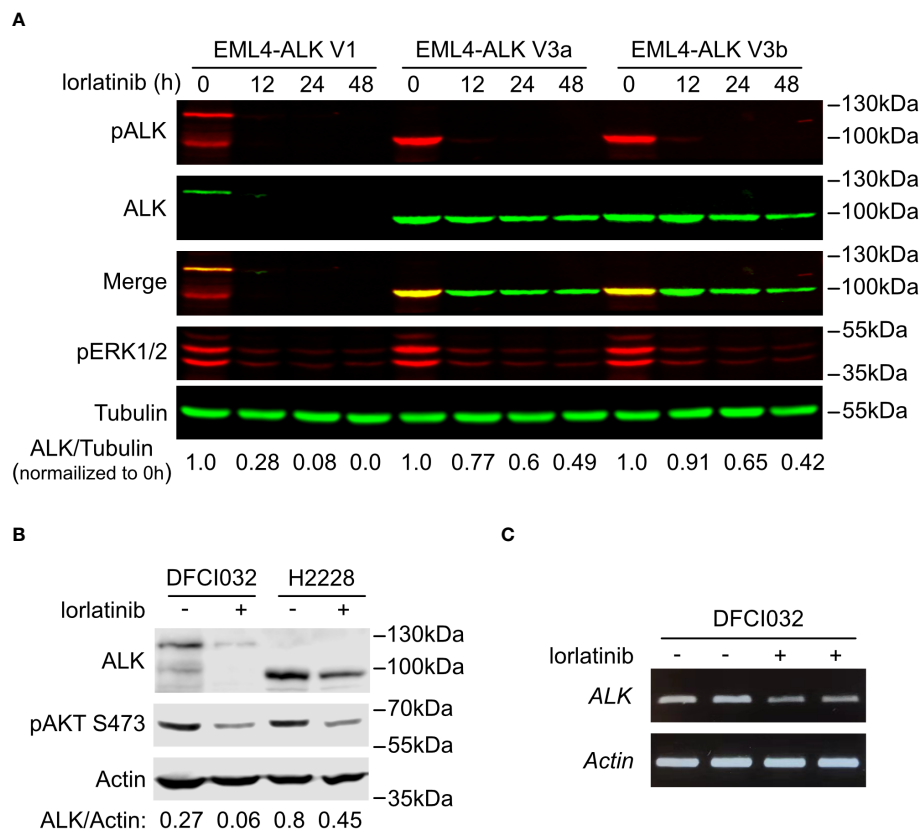 A
EML4-ALK V1 EML4-ALK V3a EML4-ALK V3b
lorlatinib (h) 0 12 24 48 0 12 24 48 0 12 24 48
pALK
–130kDa
–100kDa
ALK
–130kDa
–100kDa
Merge
–130kDa
–100kDa
pERK1/2
–55kDa
–35kDa
Tubulin –55kDa
ALK/Tubulin
(normailized to 0h) 1.0 0.28 0.08 0.0 1.0 0.77 0.6 0.49 1.0 0.91 0.65 0.42
B
DFCI032 H2228
lorlatinib - + - +
ALK
–130kDa
–100kDa
pAKT S473
–70kDa
–55kDa
Actin
–35kDa
ALK/Actin: 0.27 0.06 0.8 0.45
C
DFCI032
lorlatinib - - + +
ALK
Actin